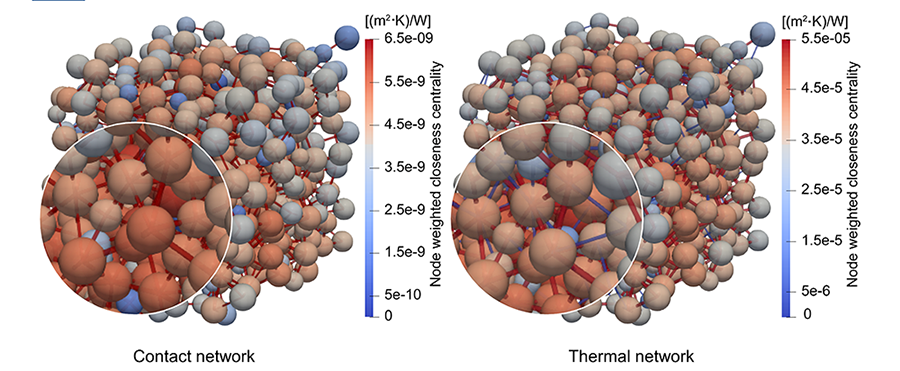 [(m²·K)/W]
6.5e-09
5.5e-9
4.5e-9
3.5e-9
2.5e-9
1.5e-9
5e-10
0
Node weighted closeness centrality
Contact network
[(m²·K)/W]
5.5e-05
4.5e-5
3.5e-5
2.5e-5
1.5e-5
5e-6
0
Node weighted closeness centrality
Thermal network